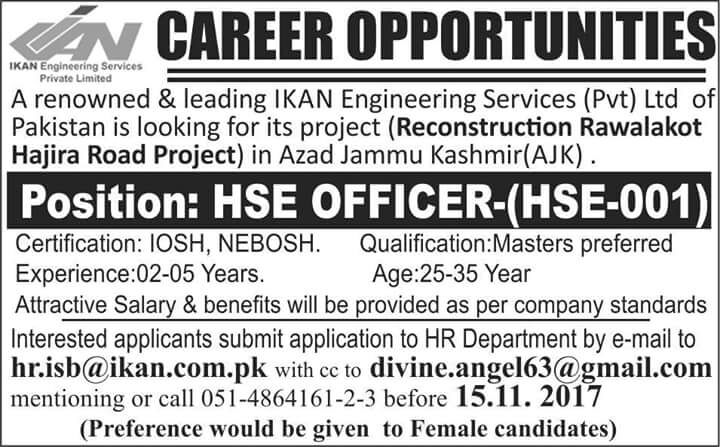 IKAN
IKAN Engineering Services
Private Limited
CAREER OPPORTUNITIES
A renowned & leading IKAN Engineering Services (Pvt) Ltd of
Pakistan is looking for its project (Reconstruction Rawalakot
Hajira Road Project) in Azad Jammu Kashmir(AJK) .
Position: HSE OFFICER-(HSE-001)
Certification: IOSH, NEBOSH. Qualification:Masters preferred
Experience:02-05 Years. Age:25-35 Year
Attractive Salary & benefits will be provided as per company standards
Interested applicants submit application to HR Department by e-mail to
hr.isb@ikan.com.pk with cc to divine.angel63@gmail.com
mentioning or call 051-4864161-2-3 before 15.11. 2017
(Preference would be given to Female candidates)